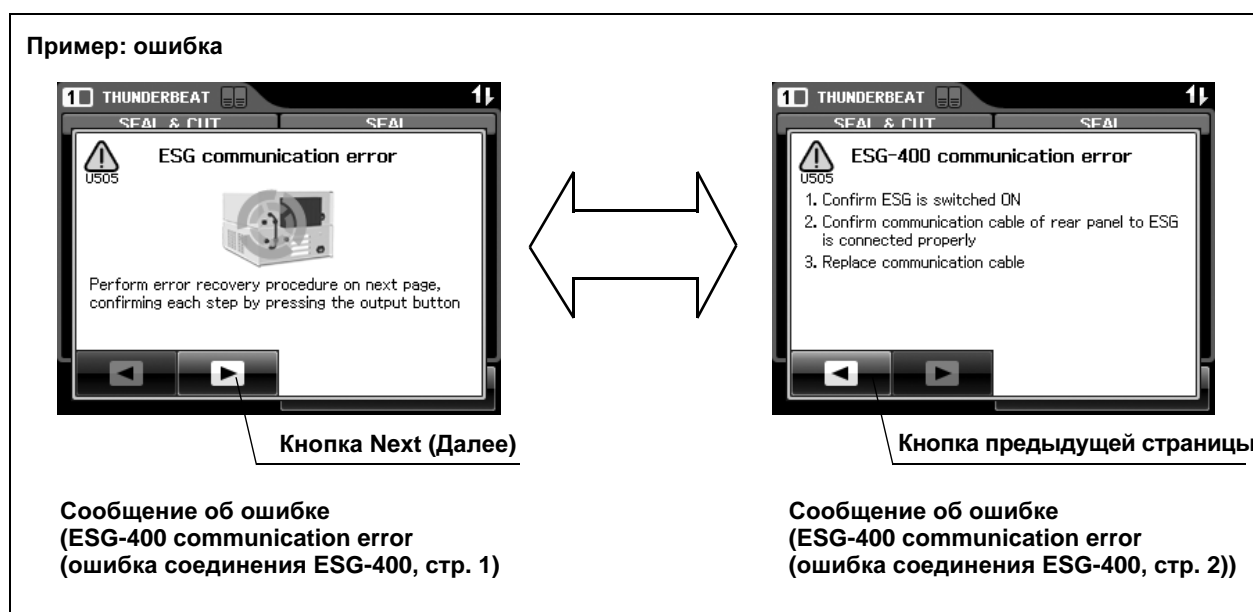 Пример: ошибка
1 THUNDERBEAT
SEAL & CUT SEAL
U505
ESG communication error
Perform error recovery procedure on next page,
confirming each step by pressing the output button
Кнопка Next (Далее)
Сообщение об ошибке
(ESG-400 communication error
(ошибка соединения ESG-400, стр. 1)
1 THUNDERBEAT
SEAL & CUT SEAL
U505
ESG-400 communication error
1. Confirm ESG is switched ON
2. Confirm communication cable of rear panel to ESG
is connected properly
3. Replace communication cable
Кнопка предыдущей страницы
Сообщение об ошибке
(ESG-400 communication error
(ошибка соединения ESG-400, стр. 2))